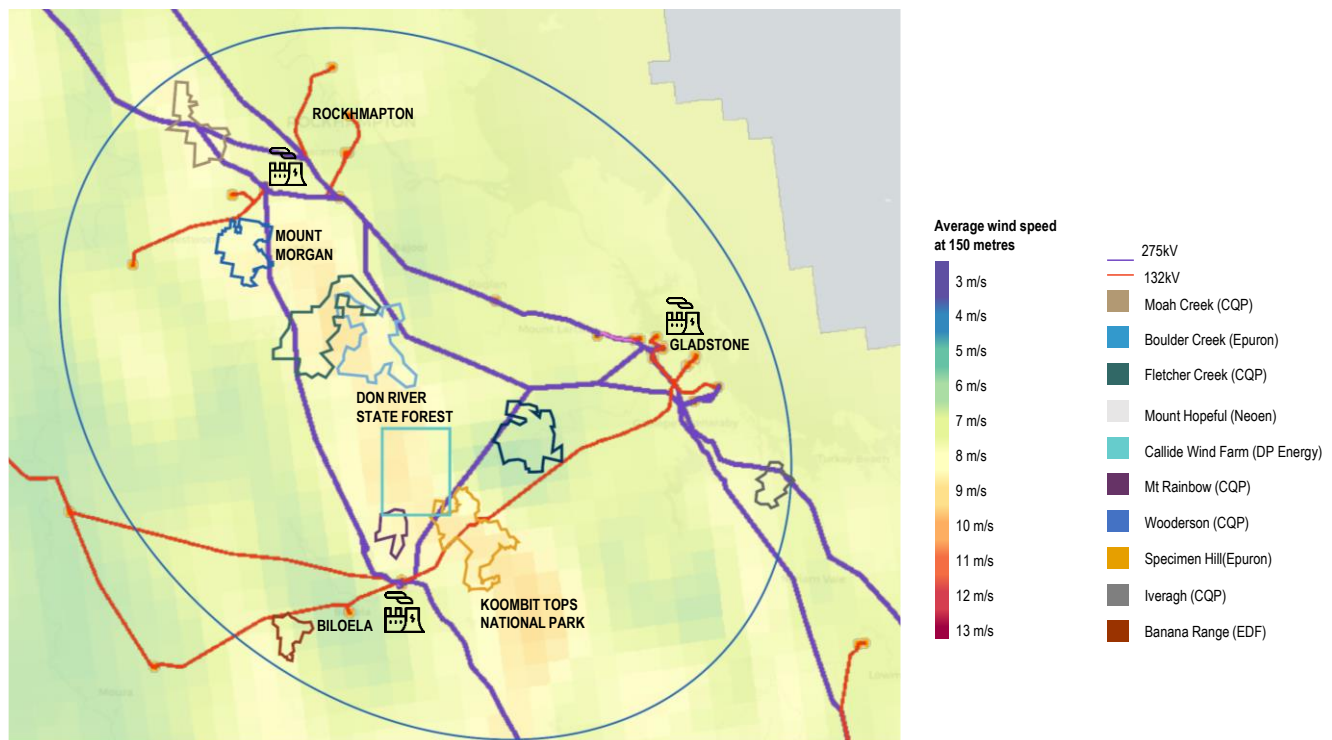 ROCKHMAPTON
MOUNT
MORGAN
GLADSTONE
DON RIVER
STATE FOREST
KOOMBIT TOPS
NATIONAL PARK
BILOELA
Moura
Average wind speed
at 150 metres
3 m/s
4 m/s
5 m/s
6 m/s
7 m/s
8 m/s
9 m/s
10 m/s
11 m/s
12 m/s
13 m/s
275kV
132kV
Moah Creek (CQP)
Boulder Creek (Epuron)
Fletcher Creek (CQP)
Mount Hopeful (Neoen)
Callide Wind Farm (DP Energy)
Mt Rainbow (CQP)
Wooderson (CQP)
Specimen Hill(Epuron)
Iveragh (CQP)
Banana Range (EDF)